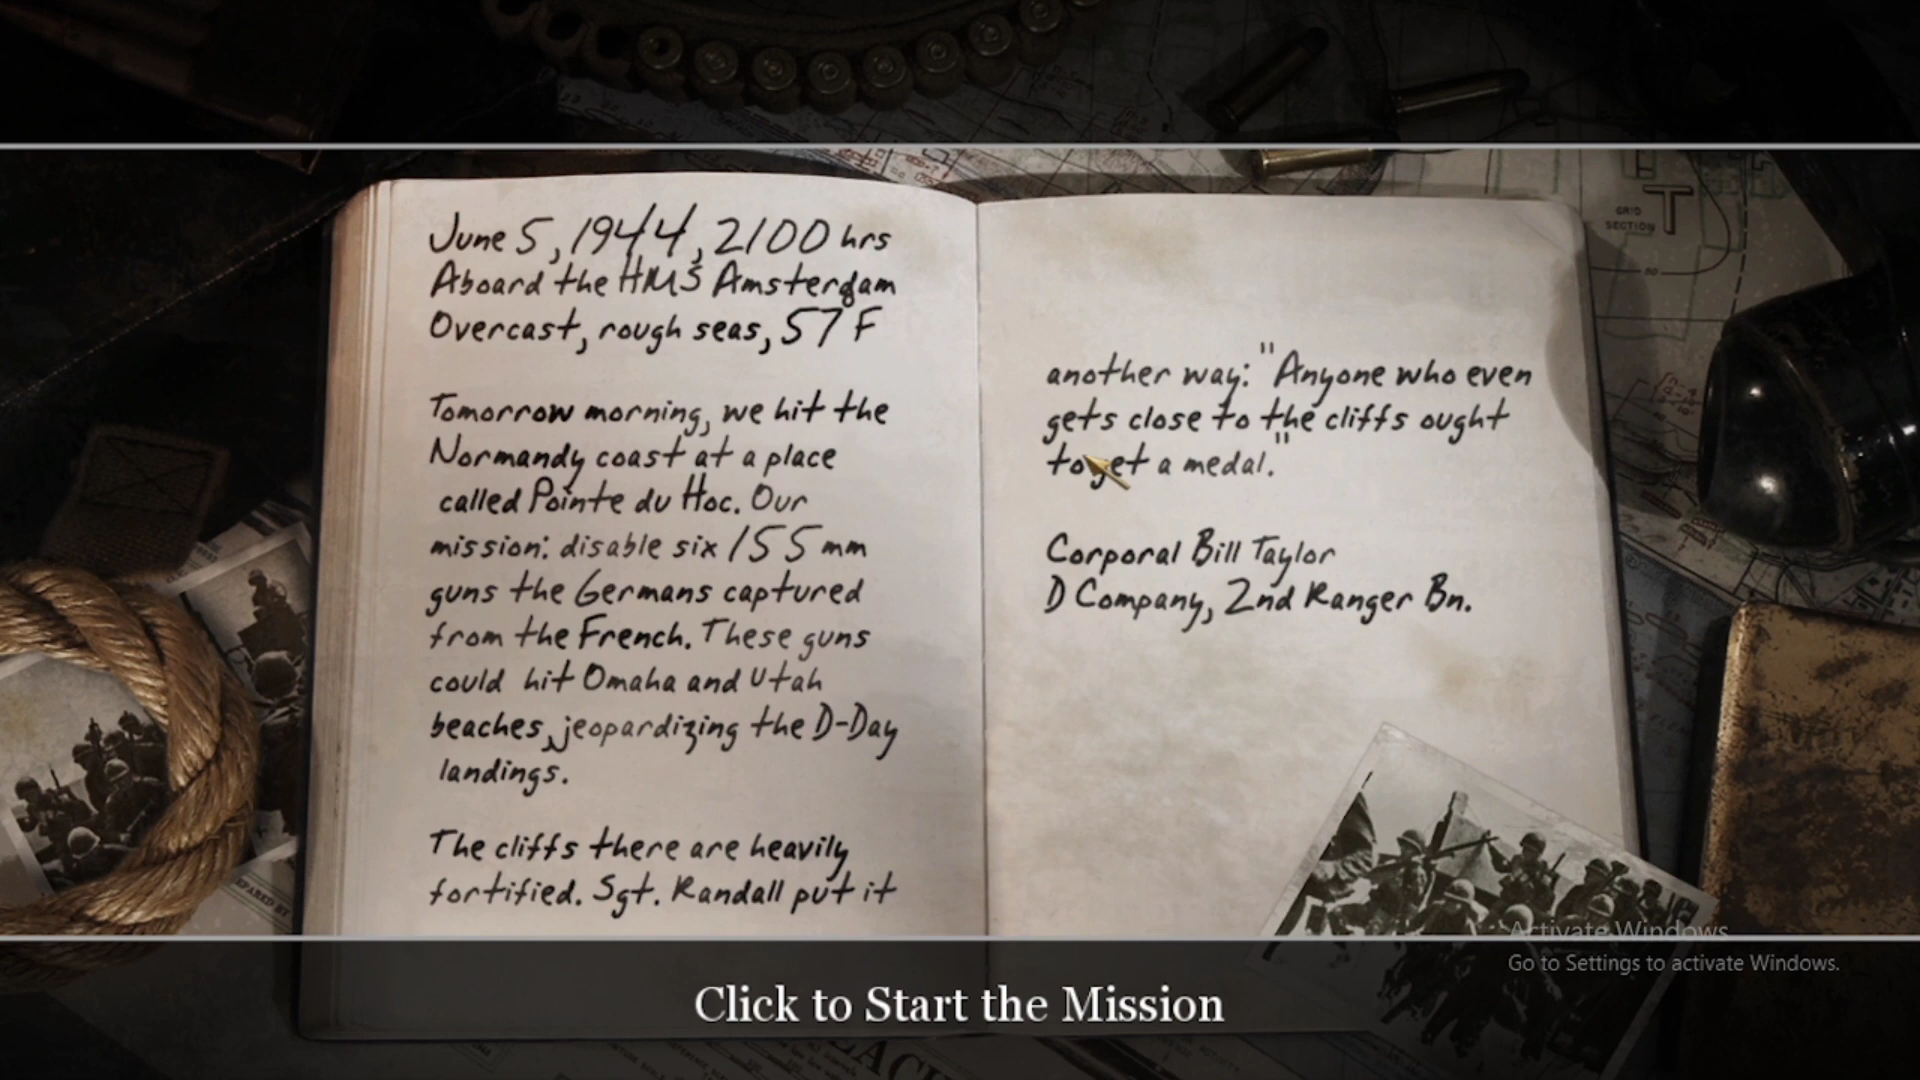 GRID
SECTION
T
June 5, 1944, 2100 hrs
Aboard the HMS Amsterdam
Overcast, rough seas, 57 F
Tomorrow morning, we hit the
Normandy coast at a place
called Pointe du Hoc. Our
mission: disable six 155 mm
guns the Germans captured
from the French. These guns
could hit Omaha and Utah
beaches, jeopardizing the D-Day
landings.
The cliffs there are heavily
fortified. Sgt. Randall put it
another way: "Anyone who even
gets close to the cliffs ought
to get a medal."
Corporal Bill Taylor
D Company, 2nd Ranger Bn.
Activate Windows
Go to Settings to activate Windows.
Click to Start the Mission